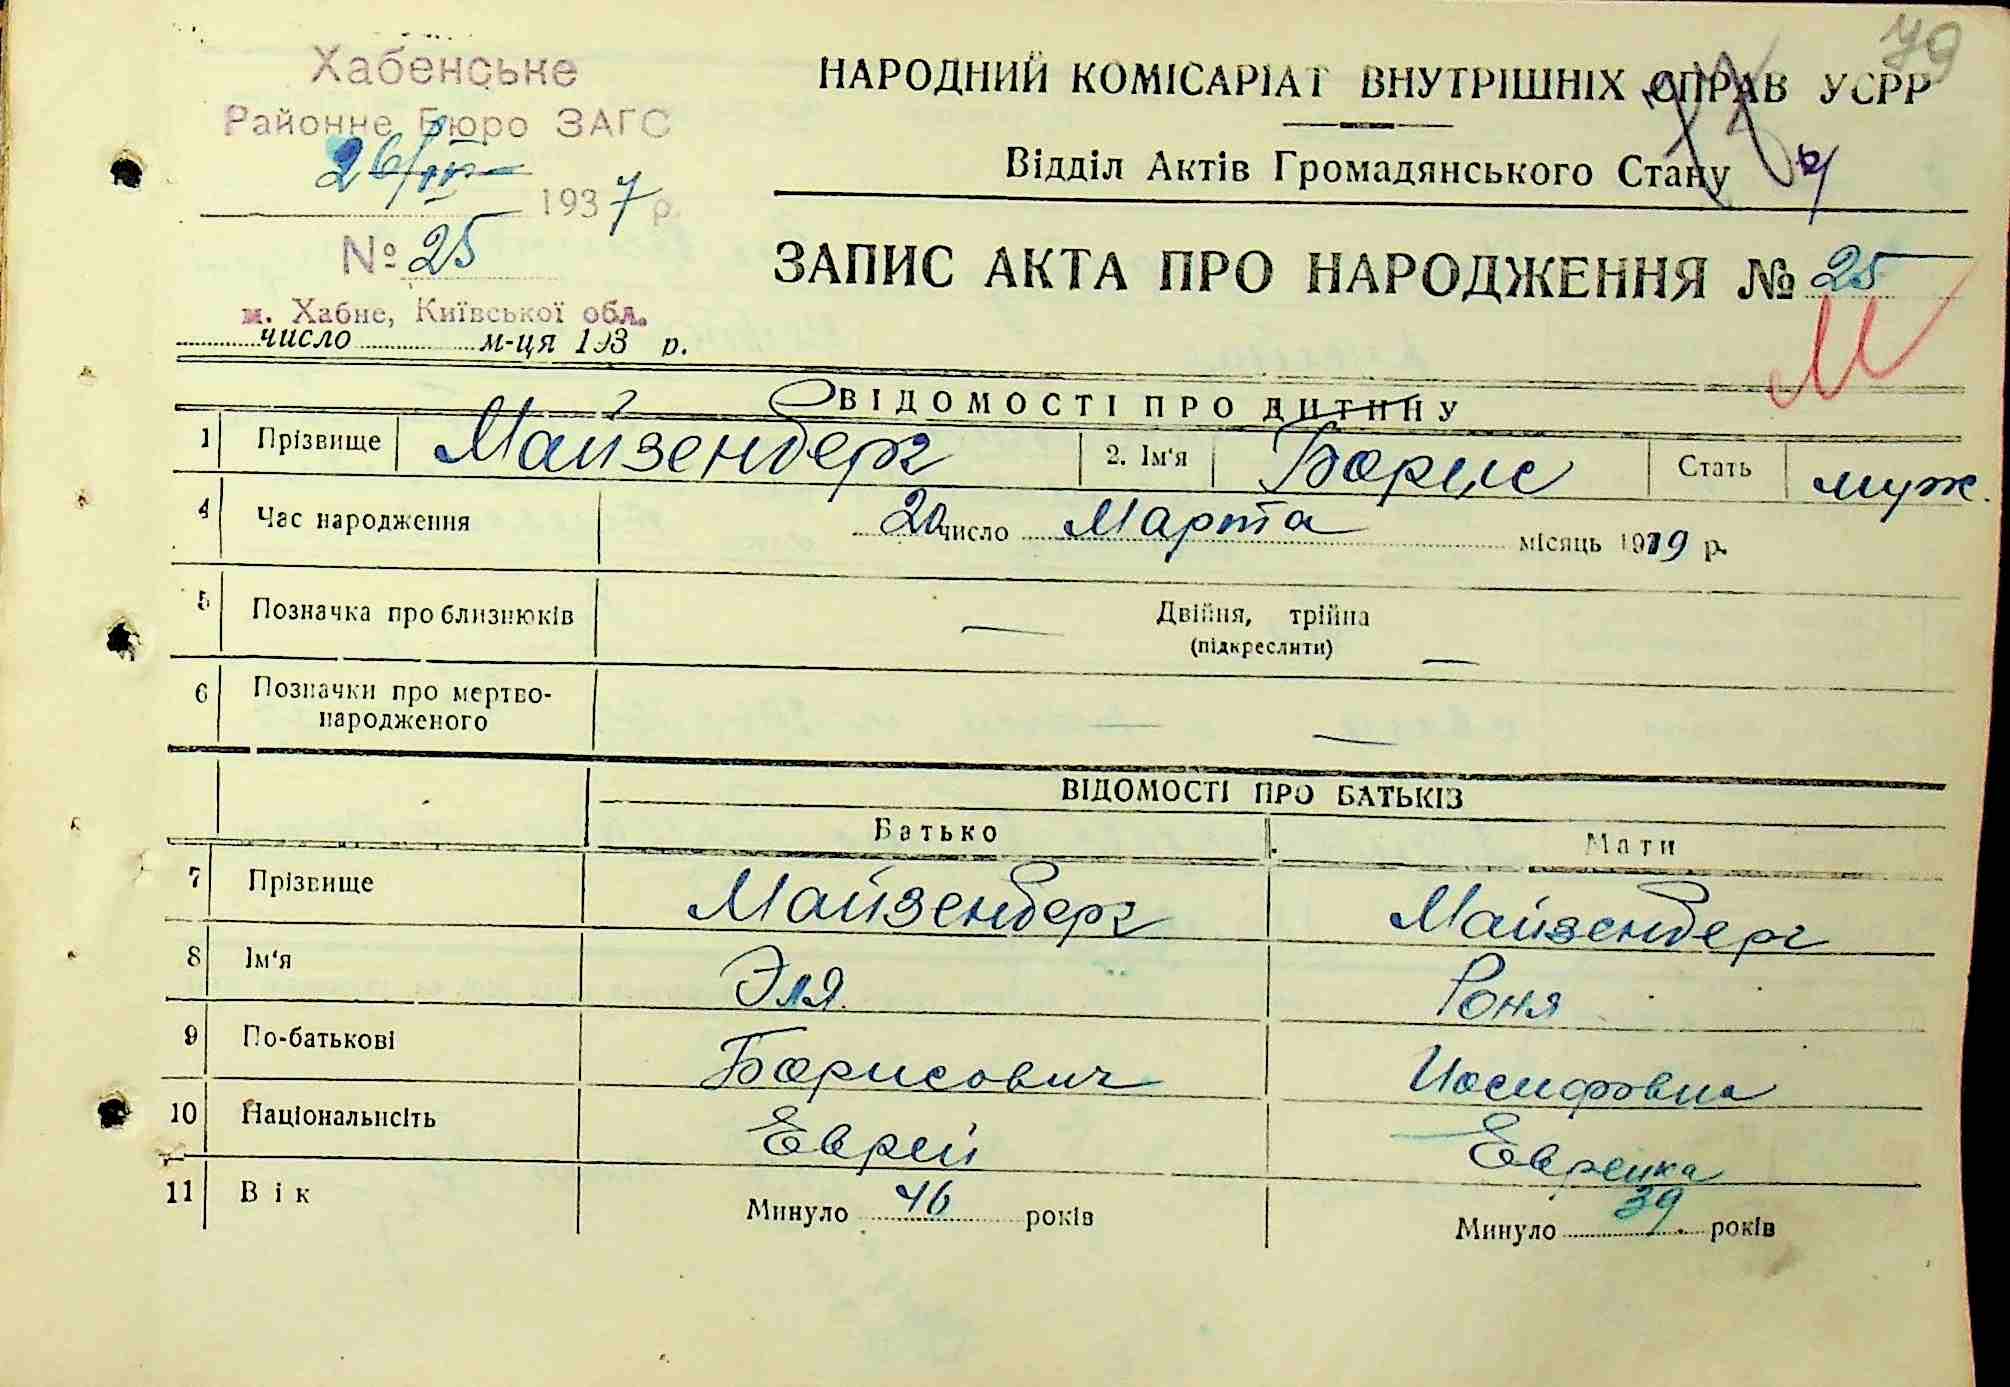 79
Хабенське
Районне Бюро ЗАГС
26/III 1937 р.
№ 25
м. Хабне, Київської обл.
число м-ця 193 р.
НАРОДНИЙ КОМІСАРІАТ ВНУТРІШНІХ СПРАВ УСРР
Відділ Актів Громадянського Стану
ЗАПИС АКТА ПРО НАРОДЖЕННЯ № 25
М
ВІДОМОСТІ ПРО ДИТИНУ
1 Прізвище Майзенберг 2. Ім'я Борис Стать муж.
4 Час народження 20 число Марта місяць 1919 р.
5 Позначка про близнюків — Двійня, трійна
(підкреслити) —
6 Позначки про мертво-
народженого —
ВІДОМОСТІ ПРО БАТЬКІВ
Батько Мати
7 Прізвище Майзенберг Майзенберг
8 Ім'я Эля Роня
9 По-батькові Борисович Иосифовна
10 Національність Еврей Еврейка
11 Вік Минуло 46 років Минуло 39 років